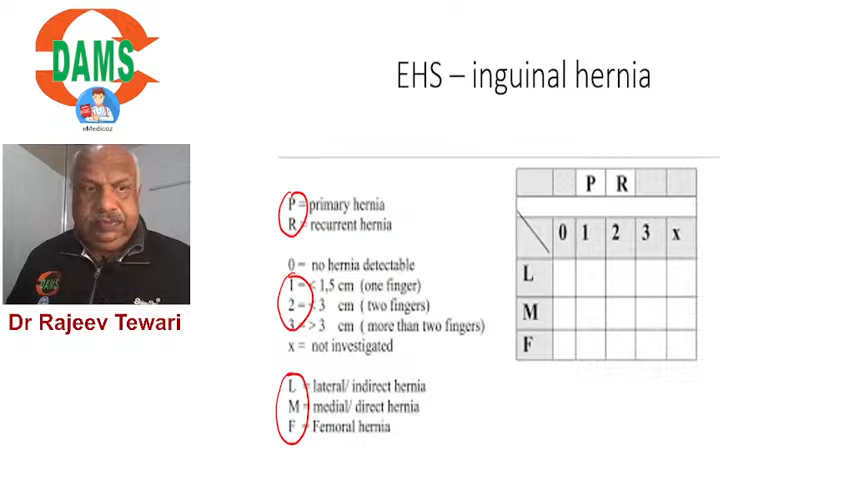 DAMS
eMedicoz
EHS – inguinal hernia
P = primary hernia
R = recurrent hernia
0 = no hernia detectable
1 = < 1,5 cm (one finger)
2 = < 3 cm ( two fingers)
3 = > 3 cm ( more than two fingers)
x = not investigated
L = lateral/ indirect hernia
M = medial/ direct hernia
F = Femoral hernia
P R
0 1 2 3 x
L
M
F
DAMS
Dr Rajeev Tewari